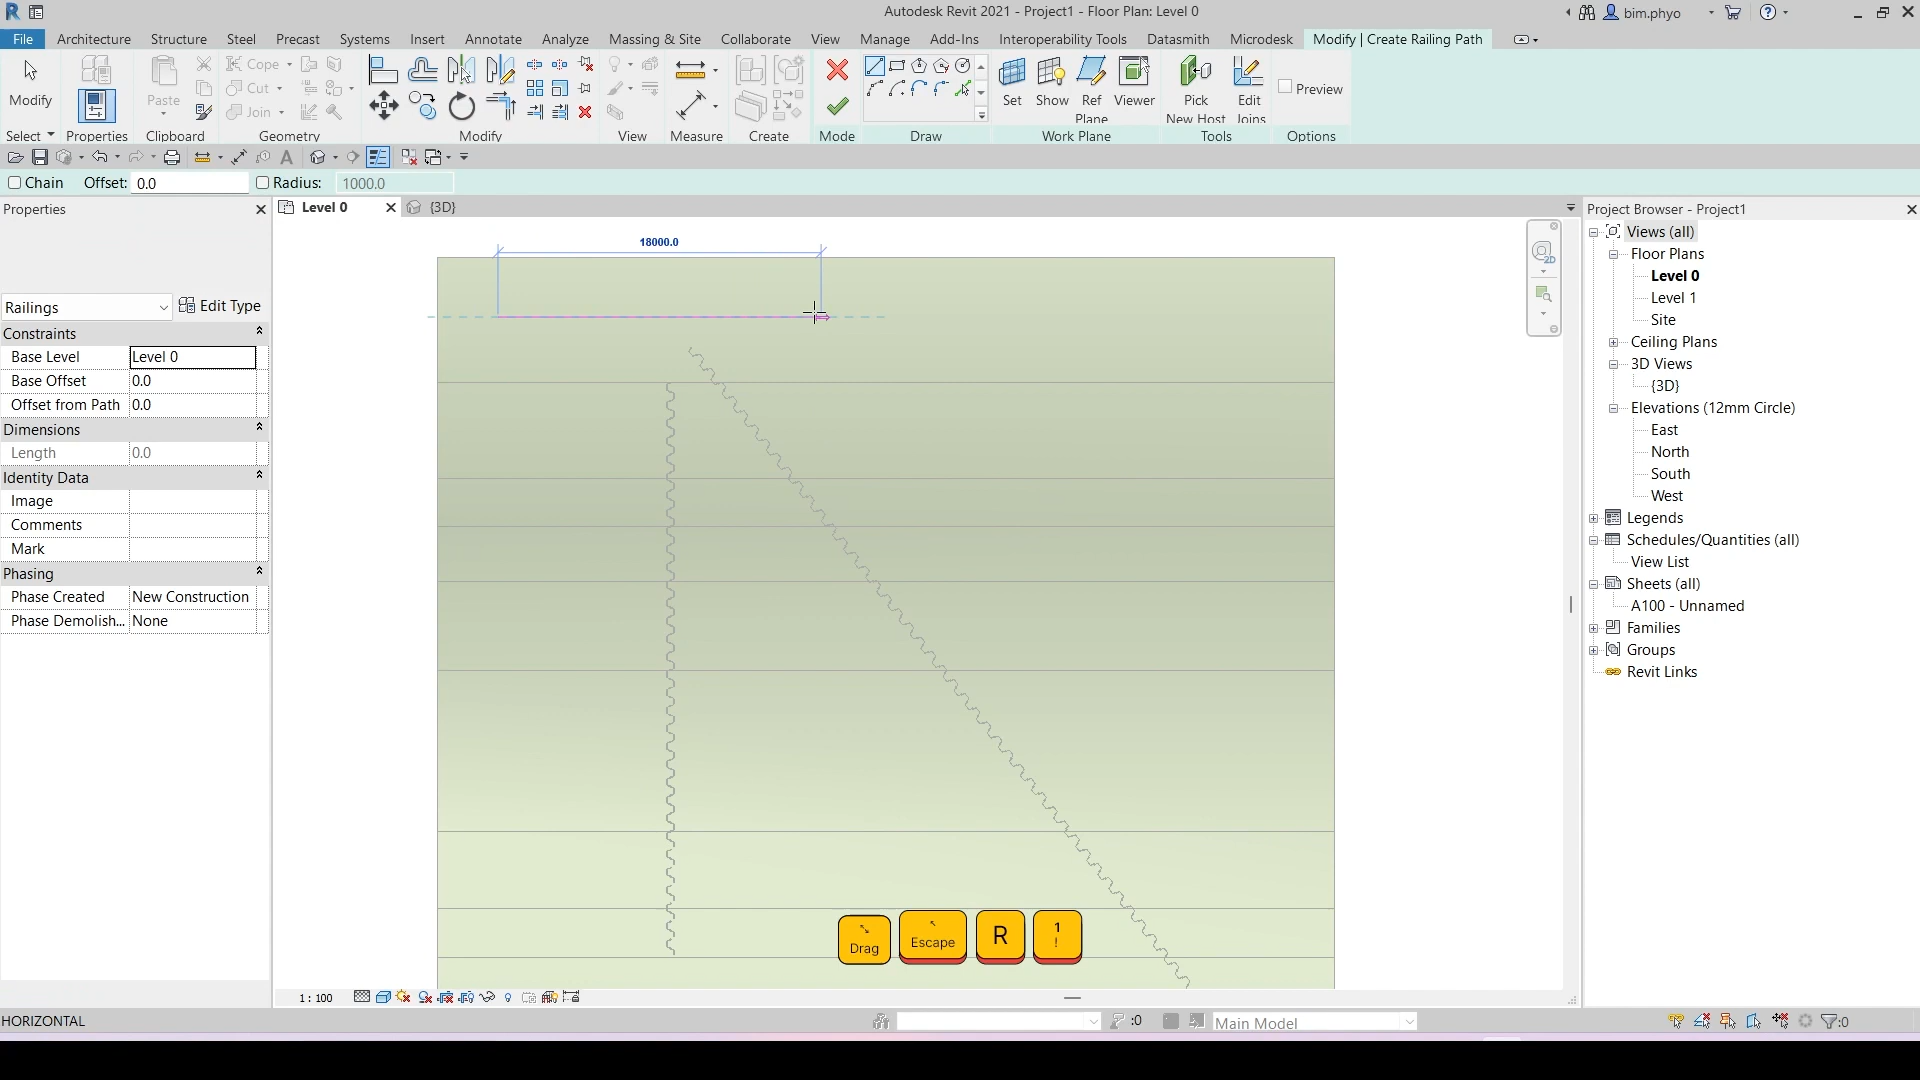 Autodesk Revit 2021 - Project1 - Floor Plan: Level 0
bim.phyo
File Architecture Structure Steel Precast Systems Insert Annotate Analyze Massing & Site Collaborate View Manage Add-Ins Interoperability Tools Datasmith Microdesk Modify | Create Railing Path
Modify
Paste
Cope
Cut
Join
Set Show Ref Plane Viewer
Pick New Host
Edit Joins
Preview
Select Properties Clipboard Geometry Modify View Measure Create Mode Draw Work Plane Tools Options
Chain Offset: 0.0 Radius: 1000.0
Properties
Level 0 {3D}
Project Browser - Project1
Railings Edit Type
Constraints
Base Level Level 0
Base Offset 0.0
Offset from Path 0.0
Dimensions
Length 0.0
Identity Data
Image
Comments
Mark
Phasing
Phase Created New Construction
Phase Demolish... None
18000.0
2D
Views (all)
Floor Plans
Level 0
Level 1
Site
Ceiling Plans
3D Views
{3D}
Elevations (12mm Circle)
East
North
South
West
Legends
Schedules/Quantities (all)
View List
Sheets (all)
A100 - Unnamed
Families
Groups
Revit Links
Drag Escape R 1 !
1 : 100
HORIZONTAL
:0
Main Model
:0